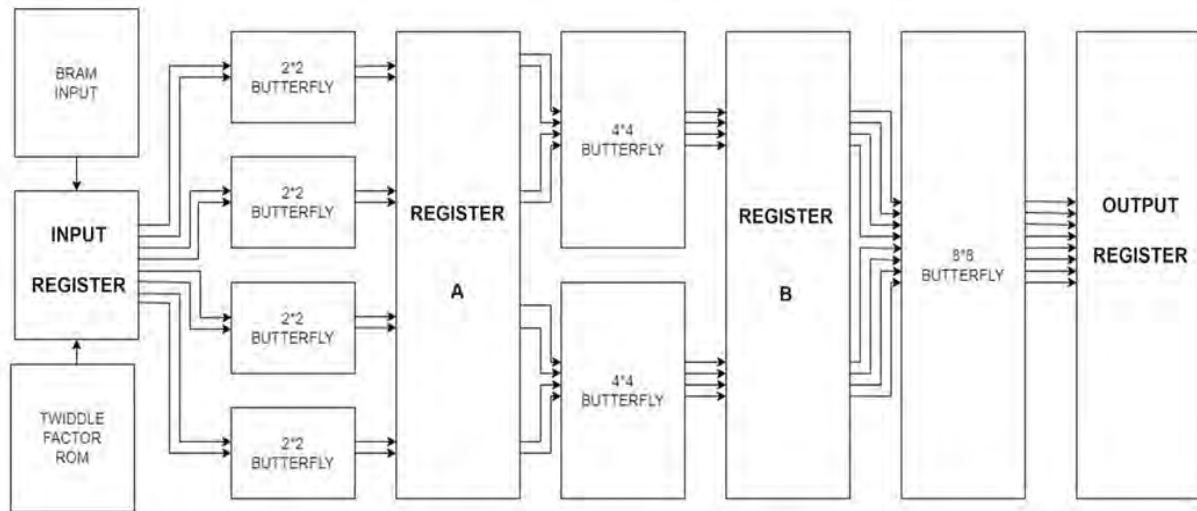 BRAM
INPUT
INPUT
REGISTER
TWIDDLE
FACTOR
ROM
2*2
BUTTERFLY
2*2
BUTTERFLY
2*2
BUTTERFLY
2*2
BUTTERFLY
REGISTER
A
4*4
BUTTERFLY
4*4
BUTTERFLY
REGISTER
B
8*8
BUTTERFLY
OUTPUT
REGISTER